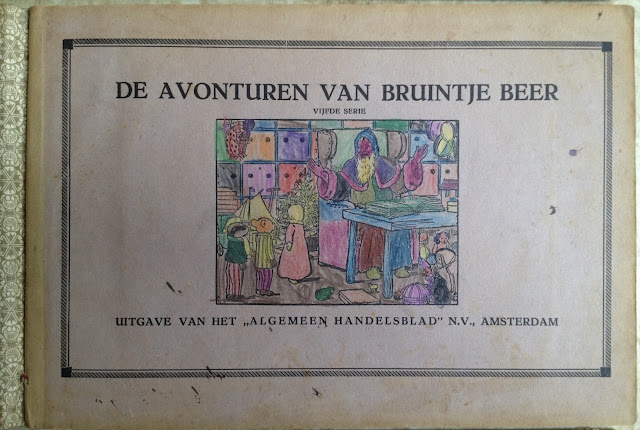 DE AVONTUREN VAN BRUINTJE BEER
VIJFDE SERIE
UITGAVE VAN HET „ALGEMEEN HANDELSBLAD" N.V., AMSTERDAM